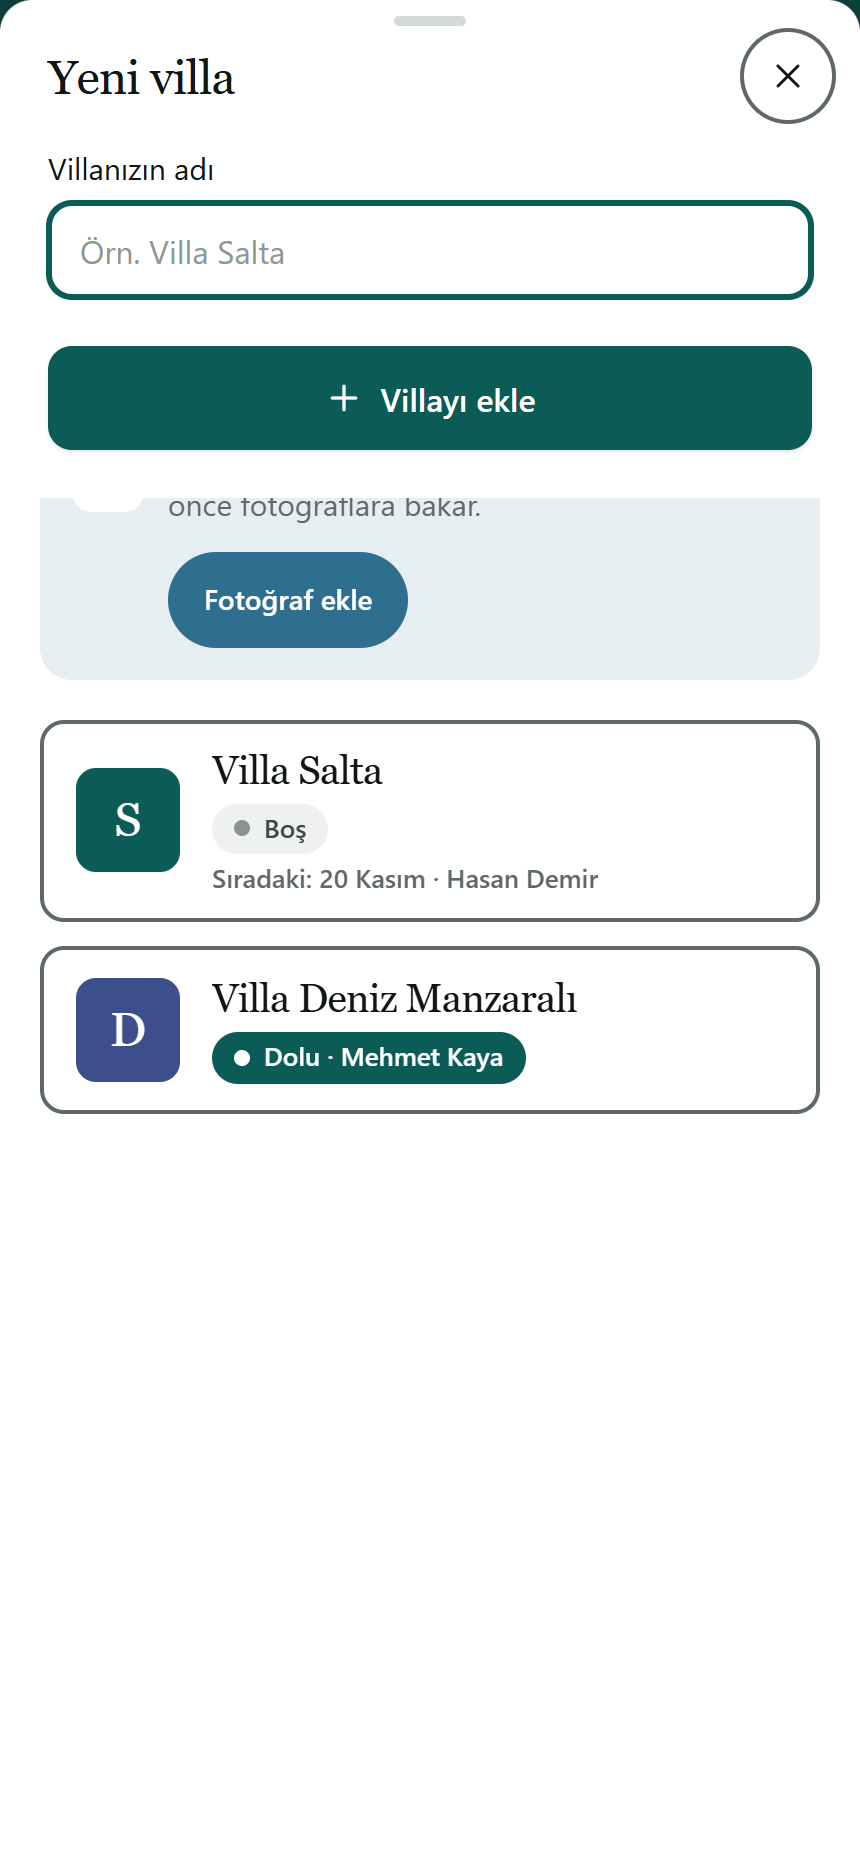 Yeni villa
Villanızın adı
Örn. Villa Salta
Villayı ekle
önce fotoğraflara bakar.
Fotoğraf ekle
S
Villa Salta
Boş
Sıradaki: 20 Kasım · Hasan Demir
D
Villa Deniz Manzaralı
Dolu · Mehmet Kaya